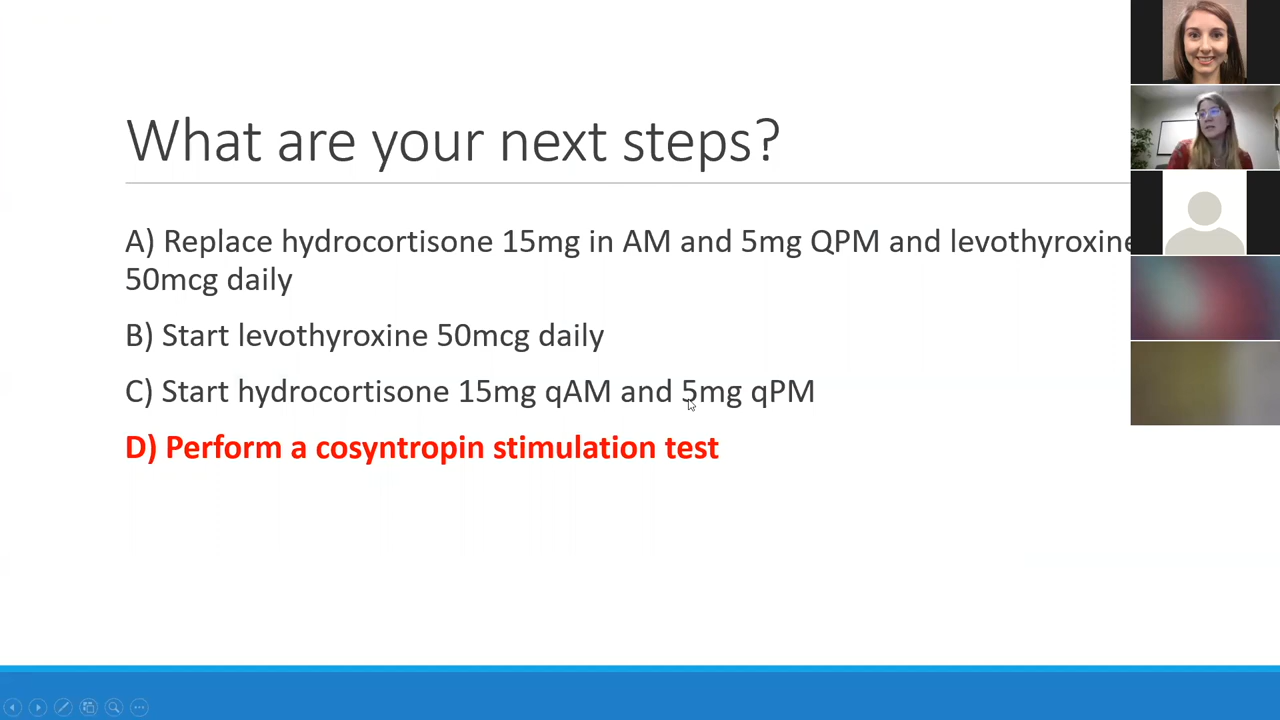 What are your next steps?
A) Replace hydrocortisone 15mg in AM and 5mg QPM and levothyroxine
50mcg daily
B) Start levothyroxine 50mcg daily
C) Start hydrocortisone 15mg qAM and 5mg qPM
D) Perform a cosyntropin stimulation test